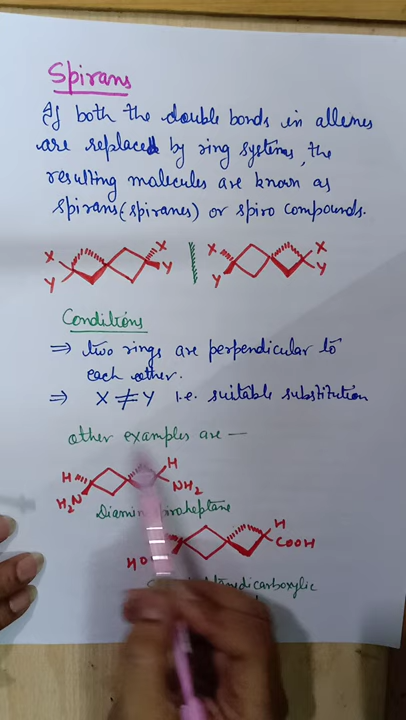 Spirans
If both the double bonds in allenes
are replaced by ring systems, the
resulting molecules are known as
spirans (spiranes) or spiro compounds.
X X
Y Y
X X
Y Y
Conditions
⇒ two rings are perpendicular to
each other.
⇒ X ≠ Y i.e. suitable substitution
other examples are —
H H
H₂N NH₂
H
COOH
HO